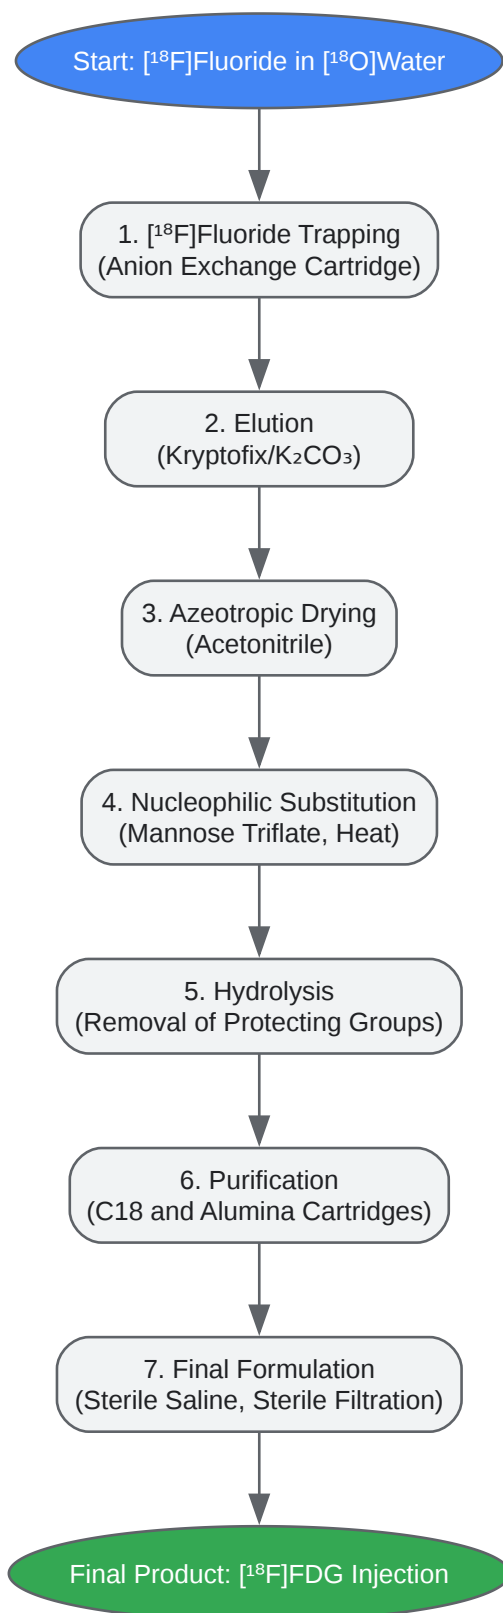 Start: [¹⁸F]Fluoride in [¹⁸O]Water
1. [¹⁸F]Fluoride Trapping
(Anion Exchange Cartridge)
2. Elution
(Kryptofix/K₂CO₃)
3. Azeotropic Drying
(Acetonitrile)
4. Nucleophilic Substitution
(Mannose Triflate, Heat)
5. Hydrolysis
(Removal of Protecting Groups)
6. Purification
(C18 and Alumina Cartridges)
7. Final Formulation
(Sterile Saline, Sterile Filtration)
Final Product: [¹⁸F]FDG Injection